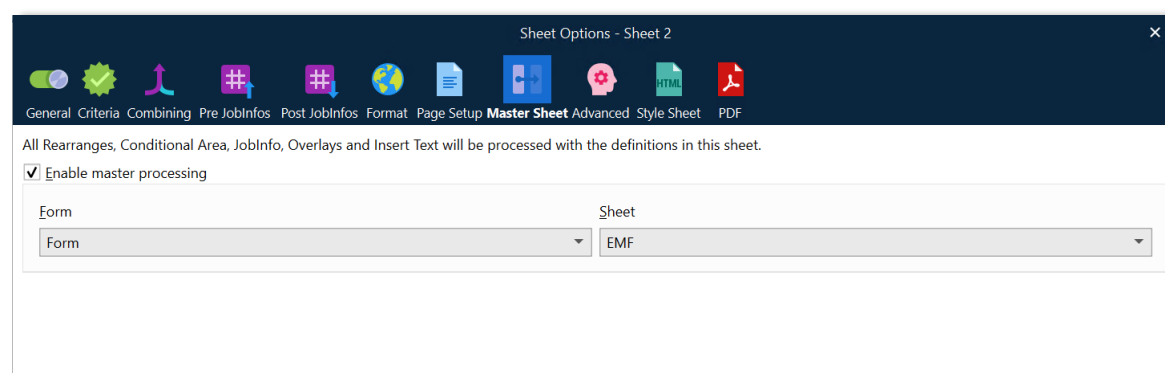 Sheet Options - Sheet 2
General Criteria Combining Pre JobInfos Post JobInfos Format Page Setup Master Sheet Advanced Style Sheet PDF
HTML
All Rearranges, Conditional Area, JobInfo, Overlays and Insert Text will be processed with the definitions in this sheet.
Enable master processing
Form Sheet
Form EMF